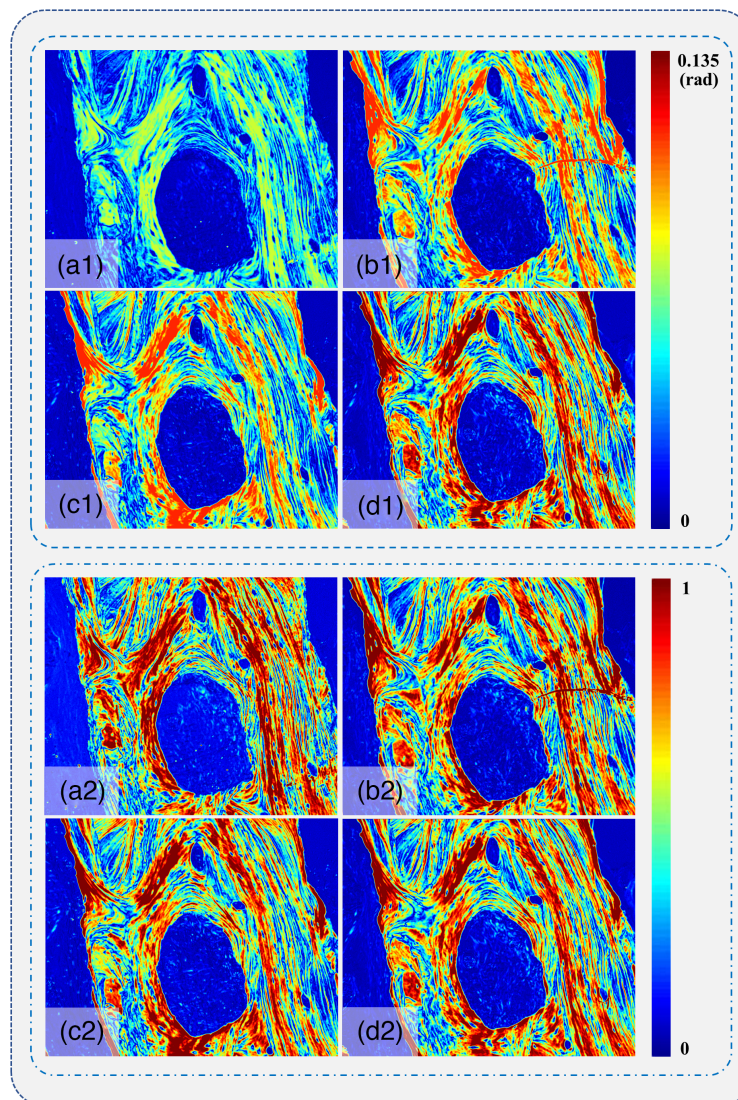 0.135
(rad)
(a1)
(b1)
(c1)
(d1)
0
1
(a2)
(b2)
(c2)
(d2)
0